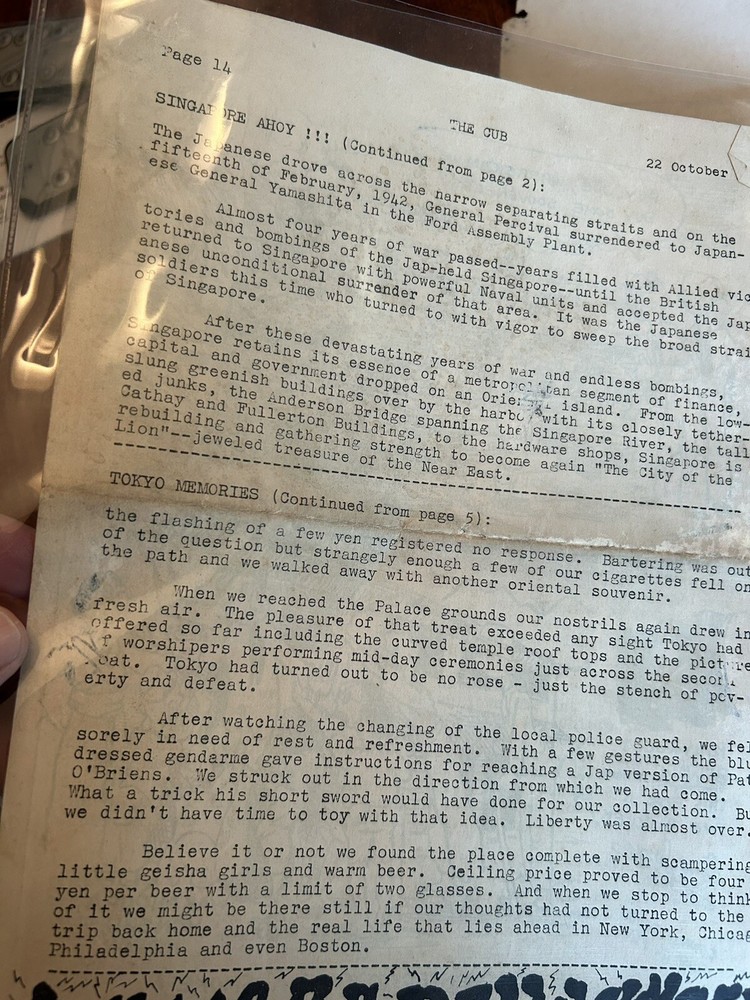 Page 14
THE CUB
22 October
SINGAPORE AHOY !!! (Continued from page 2):
The Japanese drove across the narrow separating straits and on the
fifteenth of February, 1942, General Percival surrendered to Japan-
ese General Yamashita in the Ford Assembly Plant.
Almost four years of war passed--years filled with Allied vic
tories and bombings of the Jap-held Singapore--until the British
returned to Singapore with powerful Naval units and accepted the Jap
anese unconditional surrender of that area. It was the Japanese
soldiers this time who turned to with vigor to sweep the broad strai
of Singapore.
After these devastating years of war and endless bombings,
Singapore retains its essence of a metropolitan segment of finance,
capital and government dropped on an Oriental island. From the low-
slung greenish buildings over by the harbor with its closely tether-
ed junks, the Anderson Bridge spanning the Singapore River, the tall
Cathay and Fullerton Buildings, to the hardware shops, Singapore is
rebuilding and gathering strength to become again "The City of the
Lion"--jeweled treasure of the Near East.
TOKYO MEMORIES (Continued from page 5):
the flashing of a few yen registered no response. Bartering was out
of the question but strangely enough a few of our cigarettes fell on
the path and we walked away with another oriental souvenir.
When we reached the Palace grounds our nostrils again drew in
fresh air. The pleasure of that treat exceeded any sight Tokyo had
offered so far including the curved temple roof tops and the picture
of worshipers performing mid-day ceremonies just across the second
moat. Tokyo had turned out to be no rose - just the stench of pov-
erty and defeat.
After watching the changing of the local police guard, we fel
sorely in need of rest and refreshment. With a few gestures the blu
dressed gendarme gave instructions for reaching a Jap version of Pat
O'Briens. We struck out in the direction from which we had come.
What a trick his short sword would have done for our collection. Bu
we didn't have time to toy with that idea. Liberty was almost over.
Believe it or not we found the place complete with scampering
little geisha girls and warm beer. Ceiling price proved to be four
yen per beer with a limit of two glasses. And when we stop to think
of it we might be there still if our thoughts had not turned to the
trip back home and the real life that lies ahead in New York, Chicag
Philadelphia and even Boston.